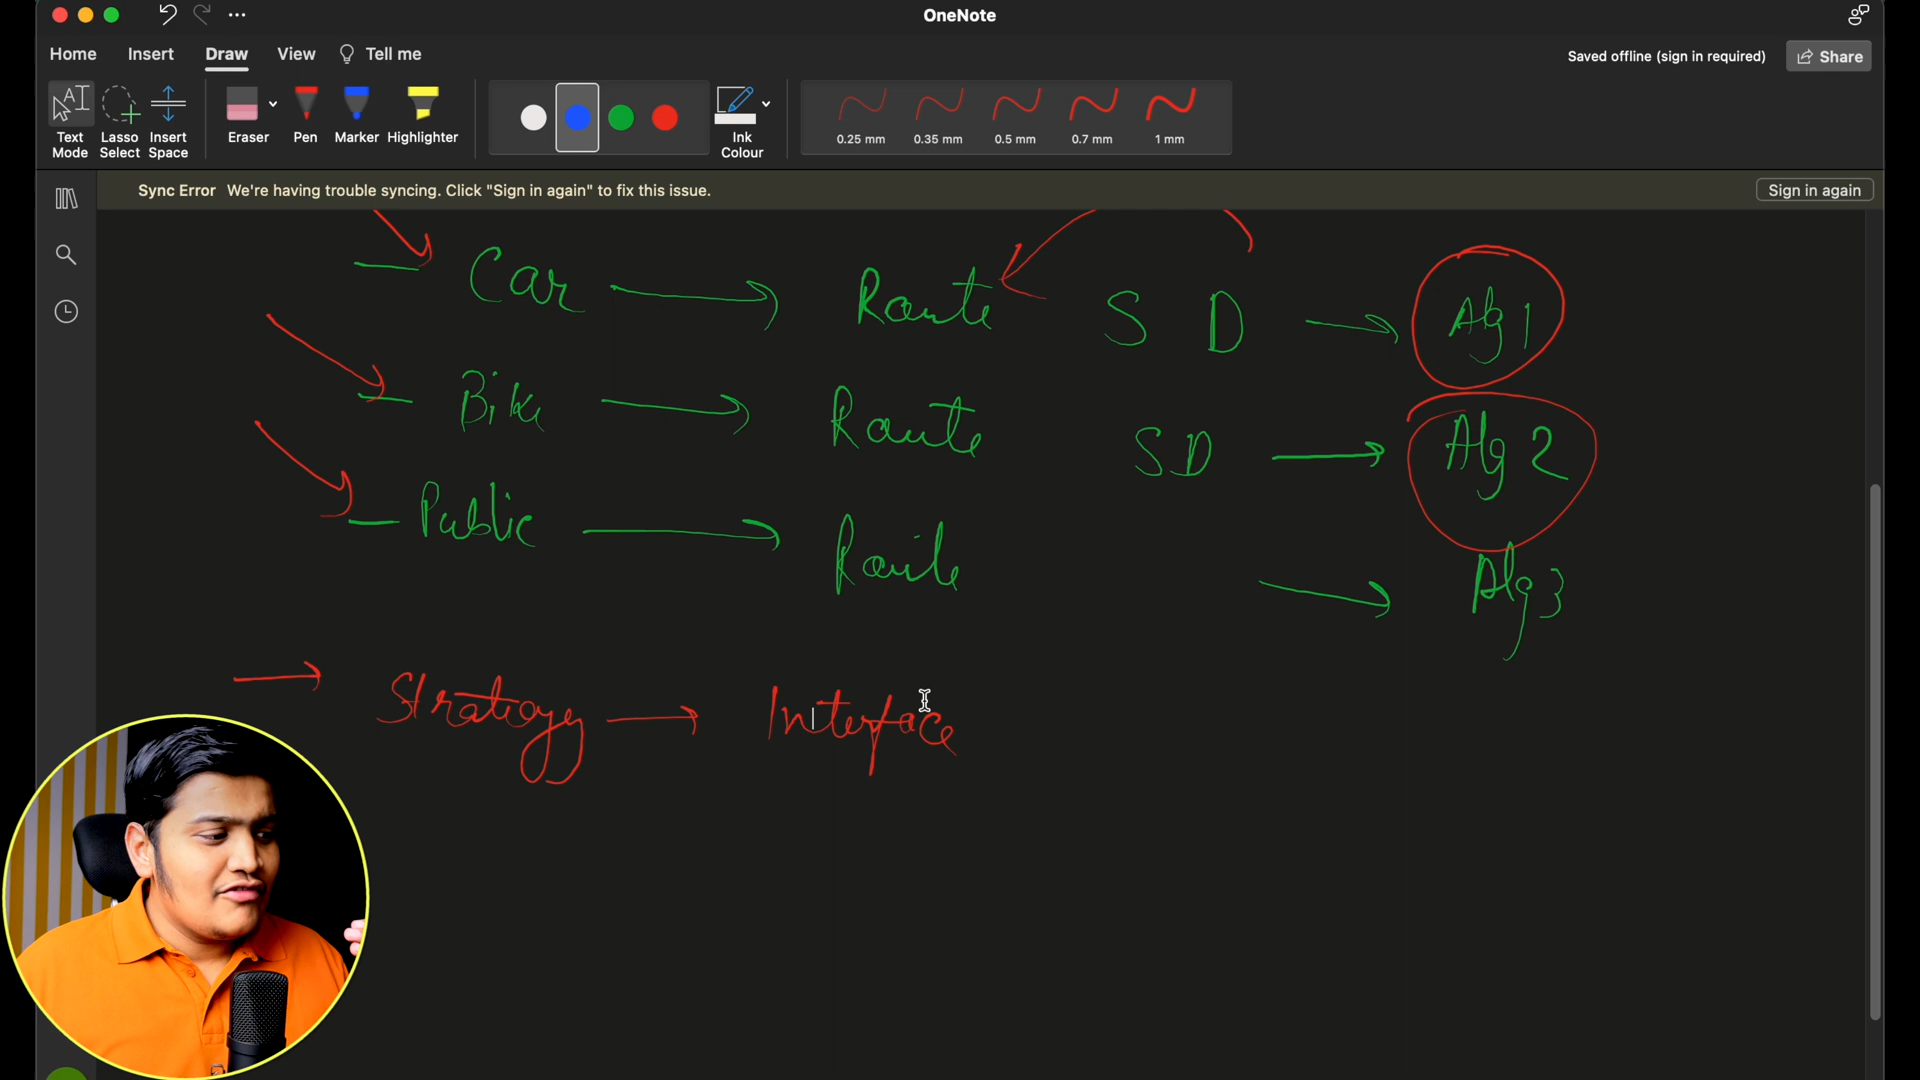 OneNote
Home Insert Draw View Tell me
Saved offline (sign in required) Share
Text Mode
Lasso Select
Insert Space
Eraser
Pen
Marker
Highlighter
Ink Colour
0.25 mm 0.35 mm 0.5 mm 0.7 mm 1 mm
Sync Error We're having trouble syncing. Click "Sign in again" to fix this issue. Sign in again
Car Route S D Alg 1
Bike Route SD Alg 2
Public Route Alg 3
Strategy Interface